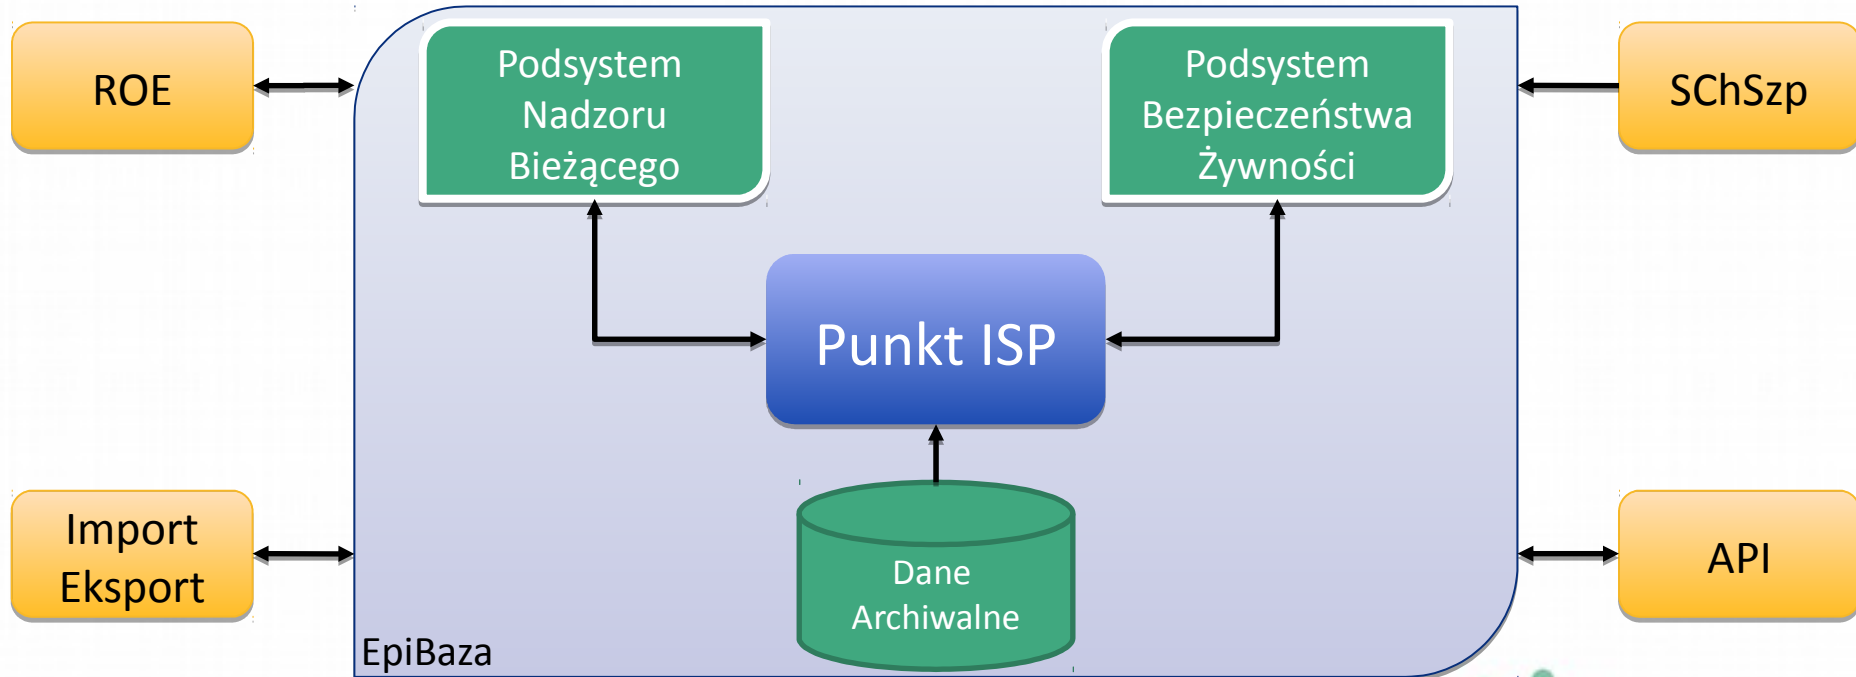 ROE
Podsystem
Nadzoru
Bieżącego
Podsystem
Bezpieczeństwa
Żywności
SChSzp
Punkt ISP
Import
Eksport
Dane
Archiwalne
API
EpiBaza